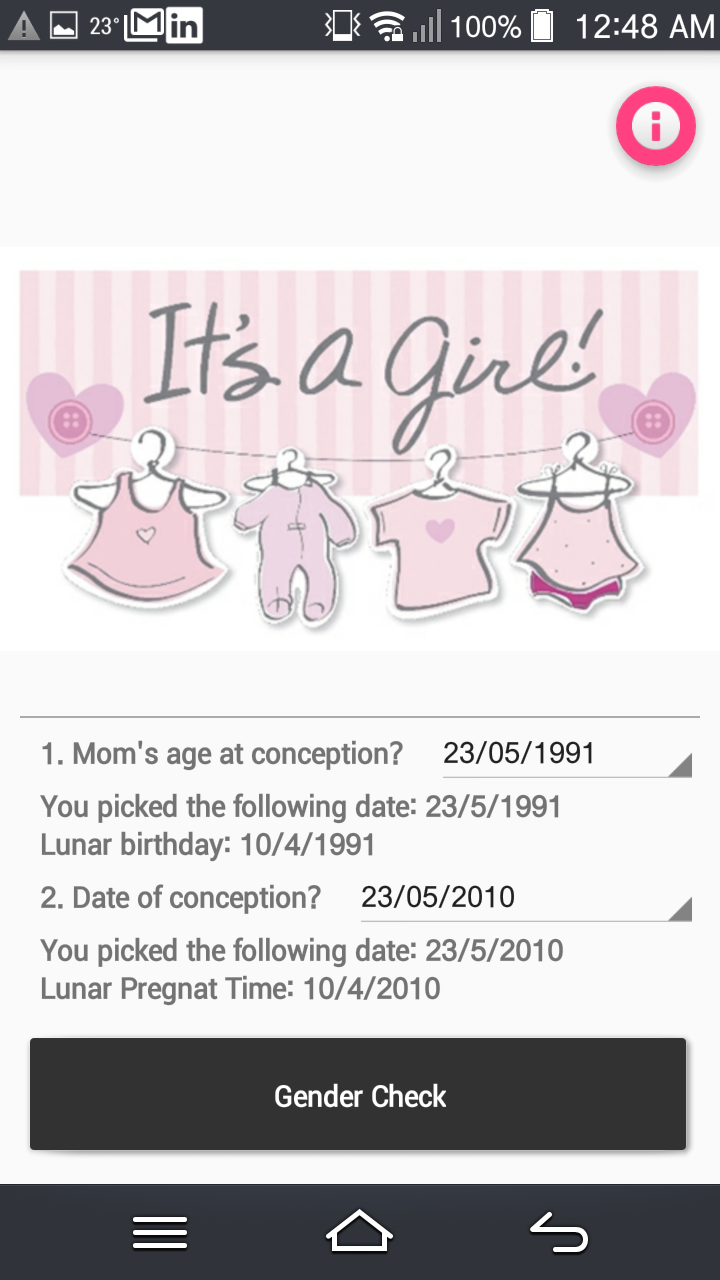 23° in 100% 12:48 AM
It's a Girl!
1. Mom's age at conception? 23/05/1991
You picked the following date: 23/5/1991
Lunar birthday: 10/4/1991
2. Date of conception? 23/05/2010
You picked the following date: 23/5/2010
Lunar Pregnat Time: 10/4/2010
Gender Check